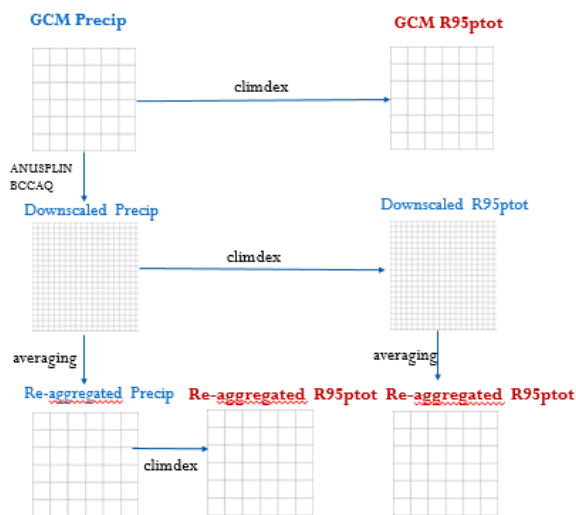 GCM Precip
GCM R95ptot
climdex
ANUSPLIN
BCCAQ
Downscaled Precip
Downscaled R95ptot
climdex
averaging
averaging
Re-aggregated Precip
Re-aggregated R95ptot
Re-aggregated R95ptot
climdex